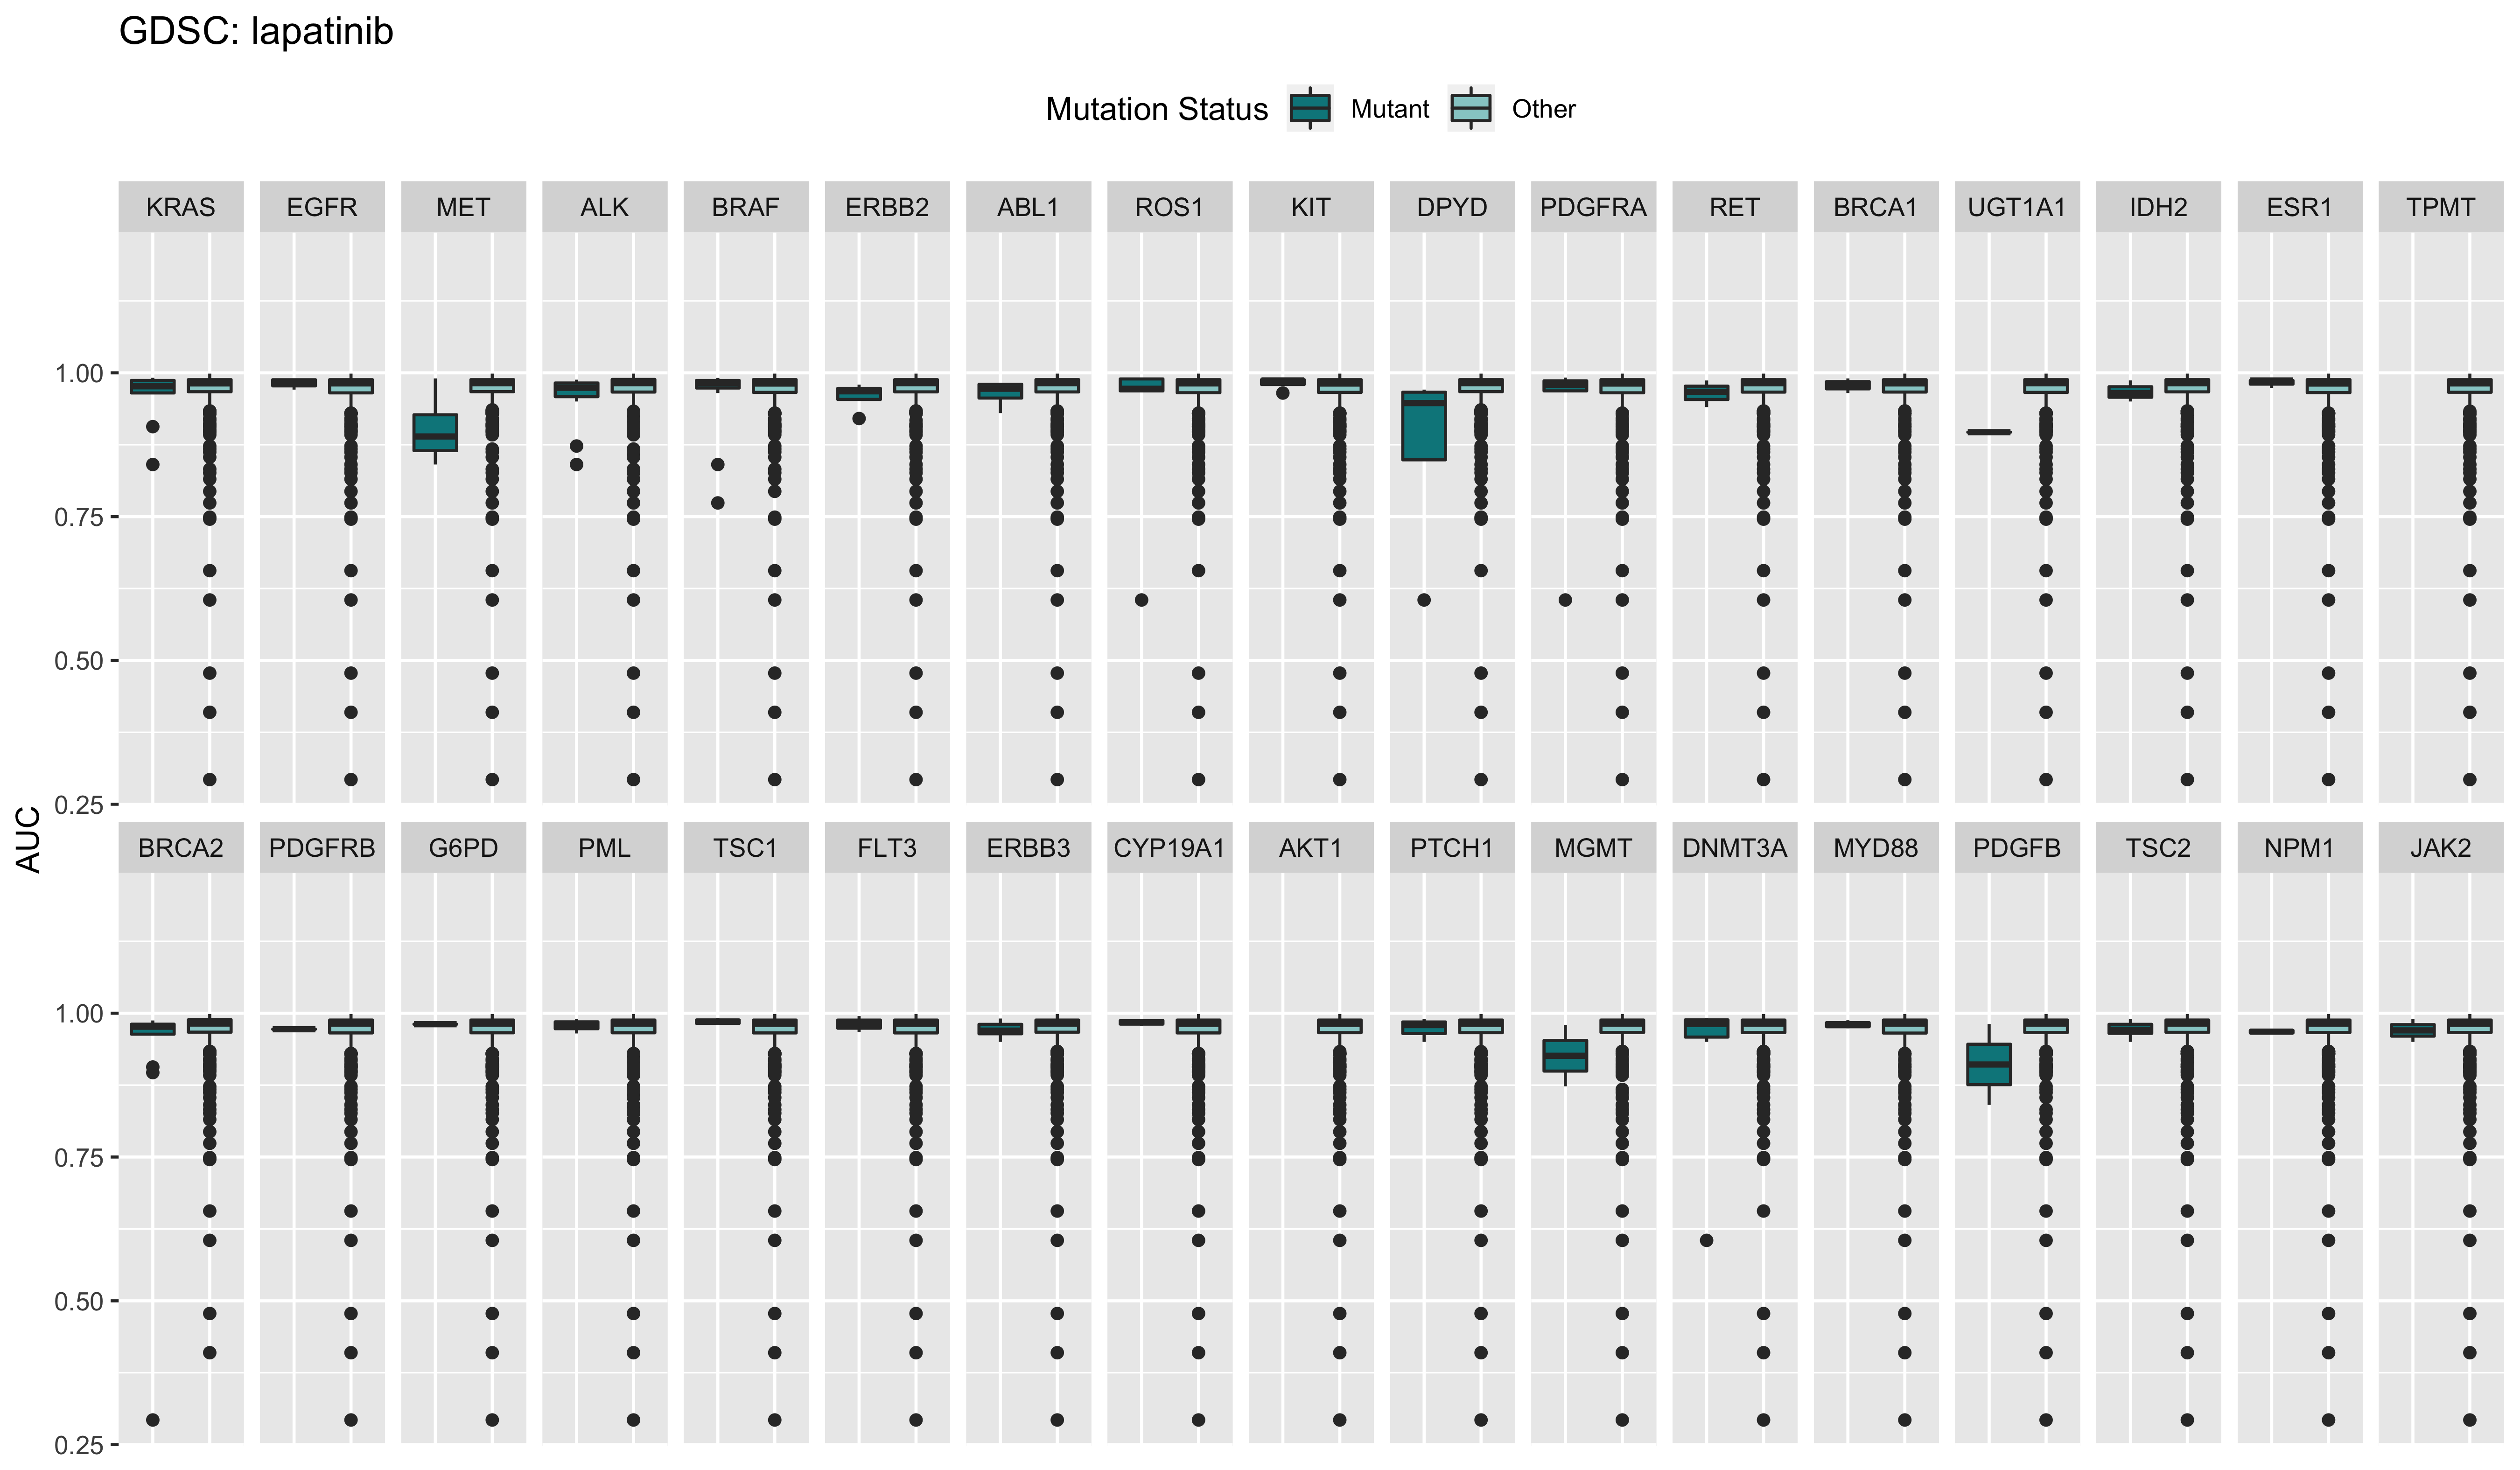 GDSC: lapatinib
Mutation Status Mutant Other
KRAS EGFR MET ALK BRAF ERBB2 ABL1 ROS1 KIT DPYD PDGFRA RET BRCA1 UGT1A1 IDH2 ESR1 TPMT
1.00
0.75
0.50
0.25
AUC
BRCA2 PDGFRB G6PD PML TSC1 FLT3 ERBB3 CYP19A1 AKT1 PTCH1 MGMT DNMT3A MYD88 PDGFB TSC2 NPM1 JAK2
1.00
0.75
0.50
0.25